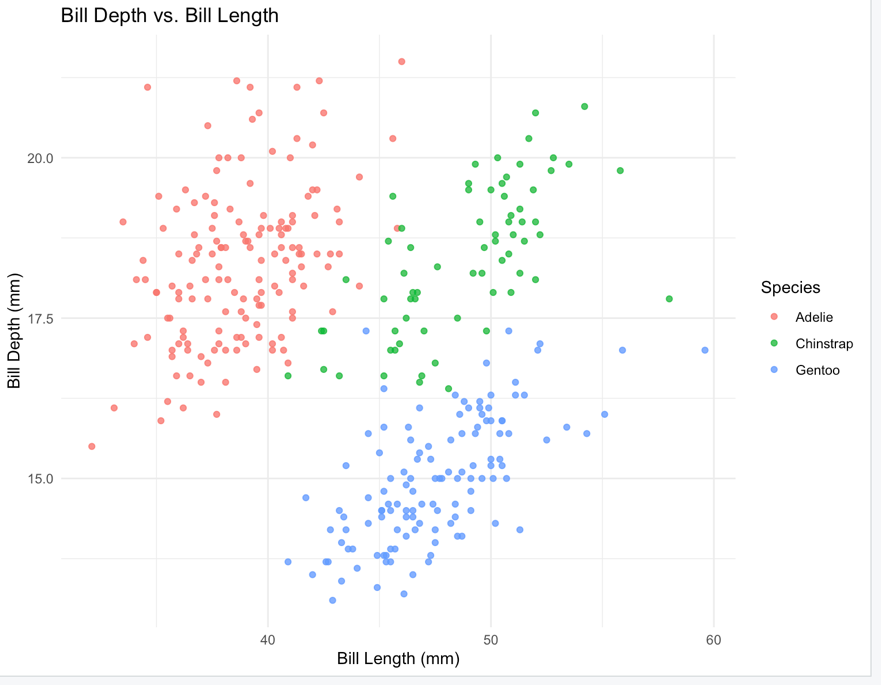 Bill Depth vs. Bill Length
20.0
17.5
15.0
Bill Depth (mm)
40 50 60
Bill Length (mm)
Species
Adelie
Chinstrap
Gentoo